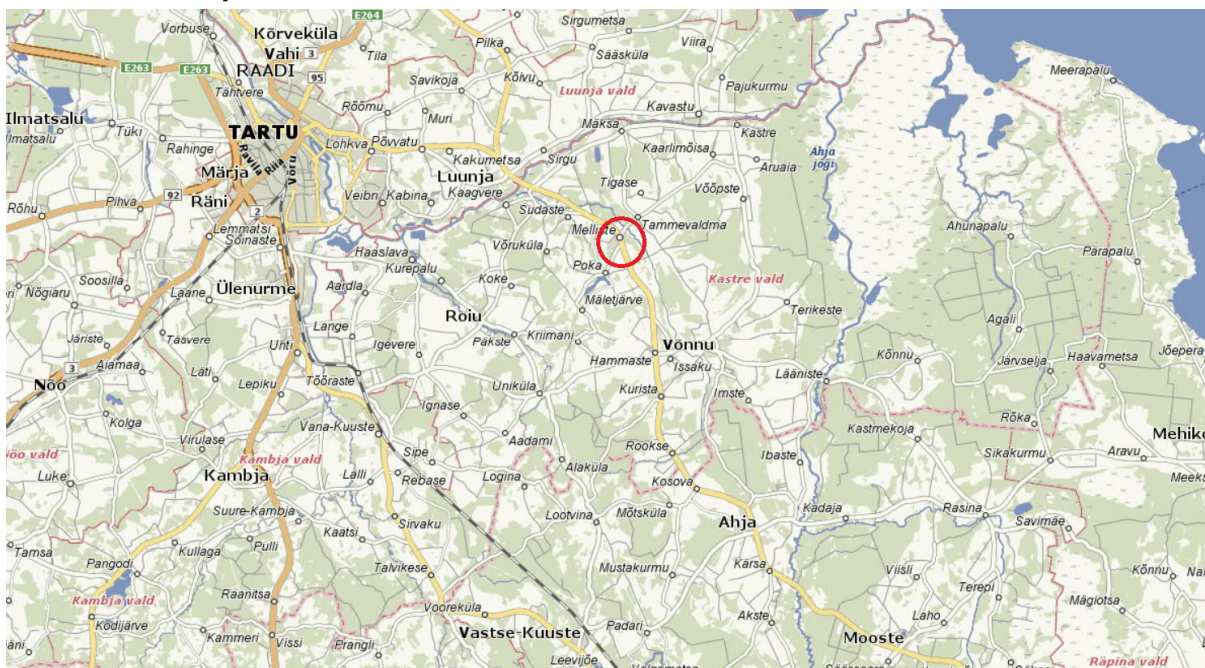 E264
Vorbuse
Kõrveküla
Sirgumetsa
Vahi
3
Tila
Pilka
Sääsküla
Viira
E263
E263
RAADI
95
Savikoja
Kõivu
Pajukurmu
Meerapalu
Tähtvere
Luunja vald
Ilmatsalu
Rõõmu
Muri
Kavastu
Ilmatsalu
Tüki
TARTU
Mäksa
Kastre
Rahinge
Lohkva
Põvvatu
Kakumetsa
Sirgu
Kaarlimõisa
Aruaia
Ahja
jõgi
Ravila
Riia
Võru
Märja
Luunja
Tigase
Vööpste
Räni
92
Veibri
Kabina
Kaagvere
Rõhu
Pihva
2
Sudaste
Tammevaldma
Lemmatsi
Soinaste
Melliste
Ahunapalu
Haaslava
Võruküla
Parapalu
Kurepalu
Poka
Soosilla
Koke
Kastre vald
Nõgiaru
Laane
Ülenurme
Aardla
Mäletjärve
Terikeste
Roiu
Agali
Järiste
Täsvere
Lange
Kriimani
Uhti
Igevere
Päkste
Võnnu
Hammaste
Issaku
Kõnnu
Järvselja
Haavametsa
Jõepera
3
Aiamaa
Läti
Lepiku
Tõõraste
Uniküla
Lääniste
Nõo
Kurista
Imste
Kolga
Ignase
Rõka
Vana-Kuuste
Kastmekoja
Virulase
Aadami
Mehiko
Nõo vald
Kambja vald
Sipe
Rookse
Ibaste
Sikakurmu
Aravu
Luke
Kambja
Lalli
Rebase
Logina
Alaküla
Kosova
Meeks
Suure-Kambja
Lootvina
Mõtsküla
Kaatsi
Sirvaku
Ahja
Kadaja
Rasina
Savimäe
Tamsa
Kullaga
Pulli
Pangodi
Talvikese
Mustakurmu
Kärsa
Viisli
Kõnnu
Terepi
Kambja vald
Raanitsa
Mägiotsa
Vooreküla
Akste
Laho
Kodijärve
Kammeri
Vissi
Prangli
Vastse-Kuuste
Padari
Mooste
Leevijõe
Räpina vald